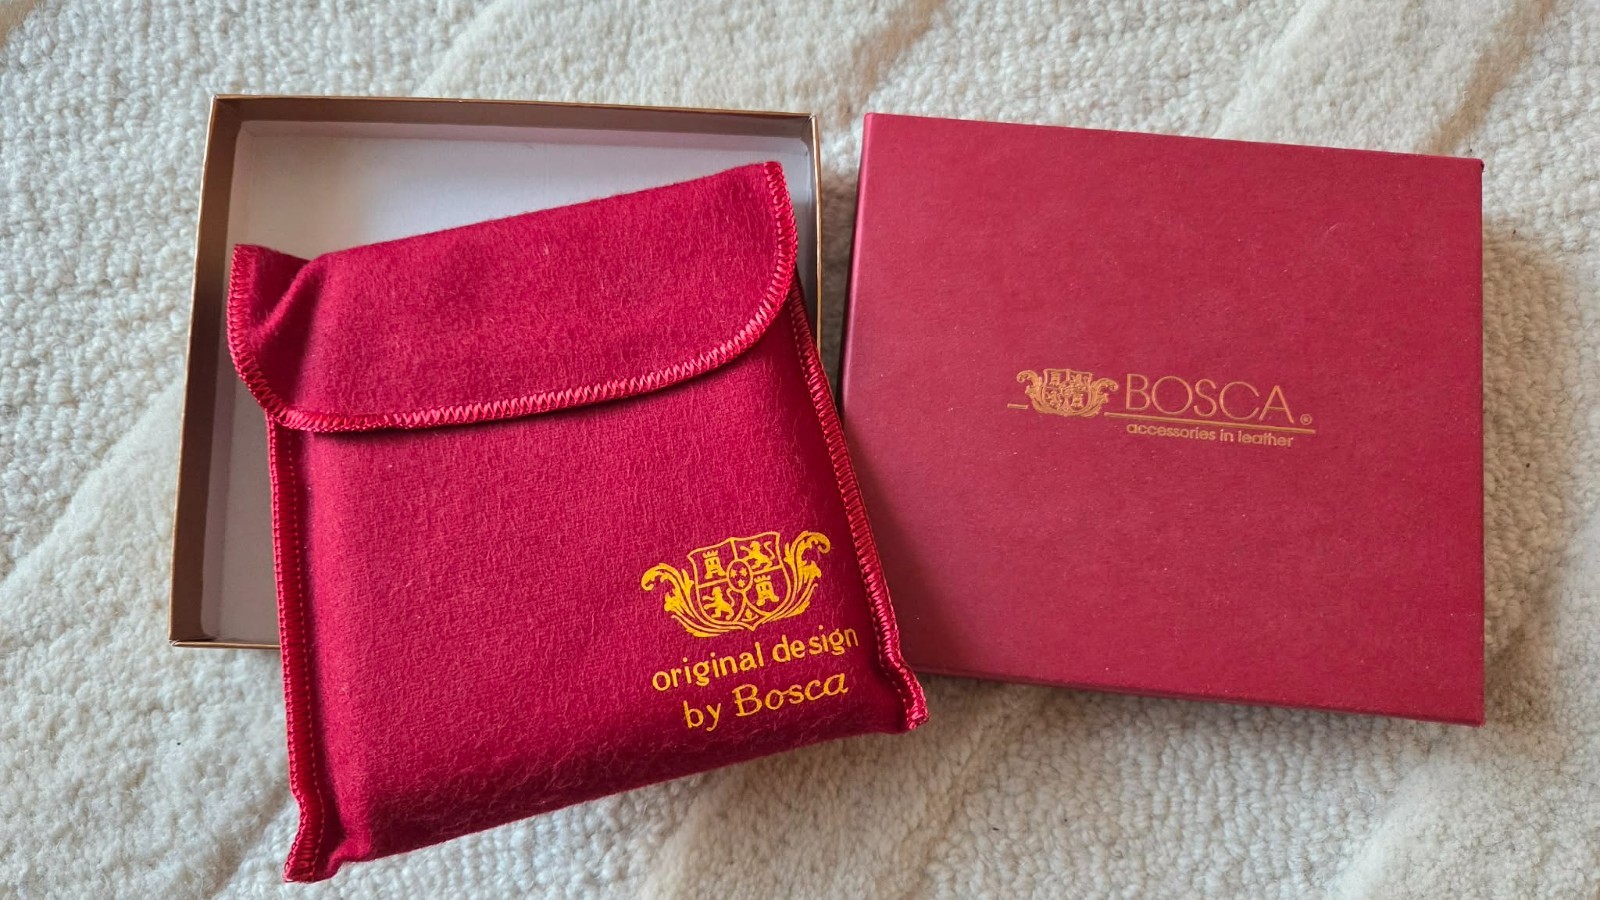 original design
by Bosca
BOSCA®
accessories in leather